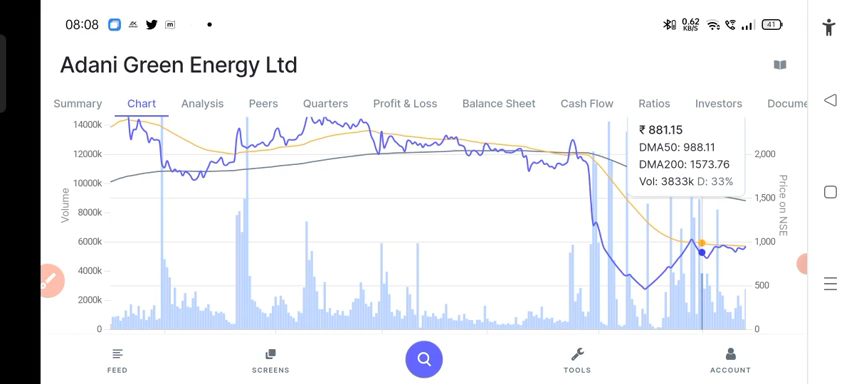 08:08 0.62 KB/S 41
Adani Green Energy Ltd
Summary Chart Analysis Peers Quarters Profit & Loss Balance Sheet Cash Flow Ratios Investors Docume
14000k
12000k
10000k
8000k
6000k
4000k
2000k
0
Volume
₹ 881.15
DMA50: 988.11
DMA200: 1573.76
Vol: 3833k D: 33%
2,000
1,500
1,000
500
0
Price on NSE
FEED SCREENS TOOLS ACCOUNT